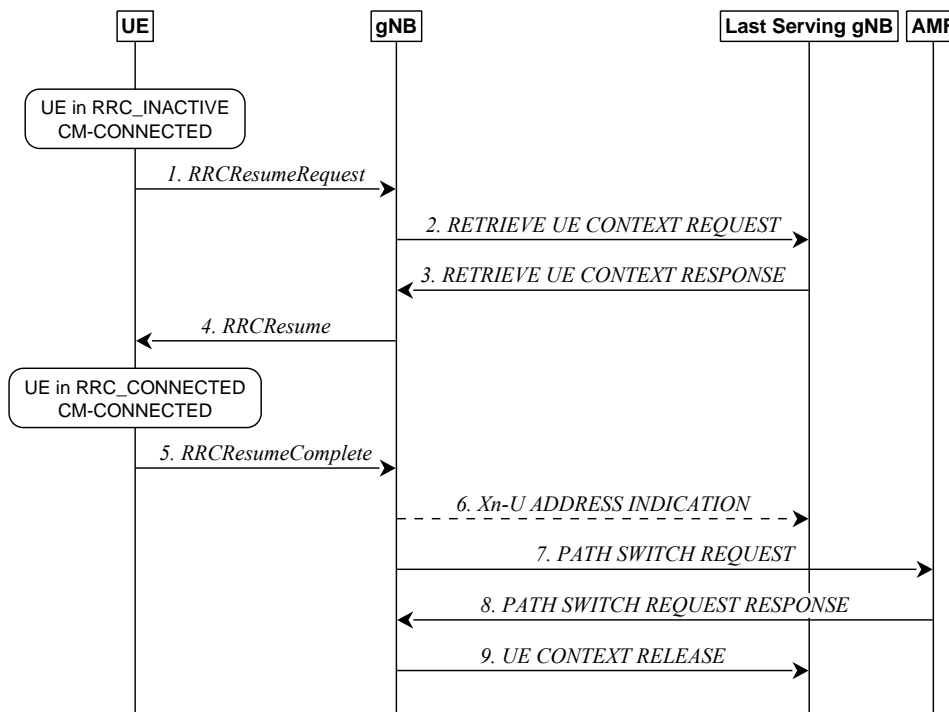 UE
gNB
Last Serving gNB
AMF
UE in RRC_INACTIVE
CM-CONNECTED
1. RRCResumeRequest
2. RETRIEVE UE CONTEXT REQUEST
3. RETRIEVE UE CONTEXT RESPONSE
4. RRCResume
UE in RRC_CONNECTED
CM-CONNECTED
5. RRCResumeComplete
6. Xn-U ADDRESS INDICATION
7. PATH SWITCH REQUEST
8. PATH SWITCH REQUEST RESPONSE
9. UE CONTEXT RELEASE